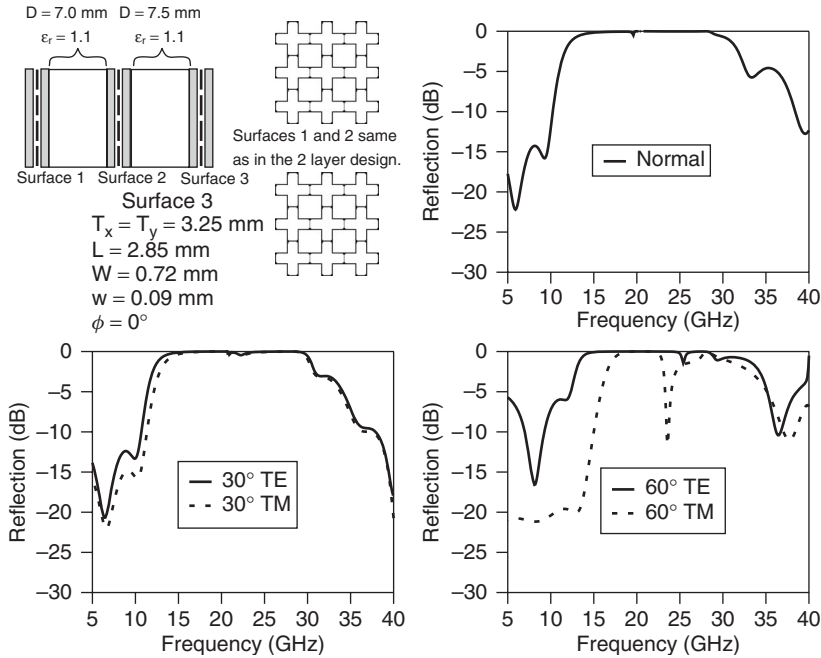 D = 7.0 mm D = 7.5 mm
εr = 1.1 εr = 1.1
Surface 1 Surface 2 Surface 3
Surfaces 1 and 2 same
as in the 2 layer design.
Surface 3
Tx = Ty = 3.25 mm
L = 2.85 mm
W = 0.72 mm
w = 0.09 mm
ϕ = 0°
Reflection (dB)
0
–5
–10
–15
–20
–25
–30
Normal
5 10 15 20 25 30 35 40
Frequency (GHz)
Reflection (dB)
0
–5
–10
–15
–20
–25
–30
30° TE
30° TM
5 10 15 20 25 30 35 40
Frequency (GHz)
Reflection (dB)
0
–5
–10
–15
–20
–25
–30
60° TE
60° TM
5 10 15 20 25 30 35 40
Frequency (GHz)